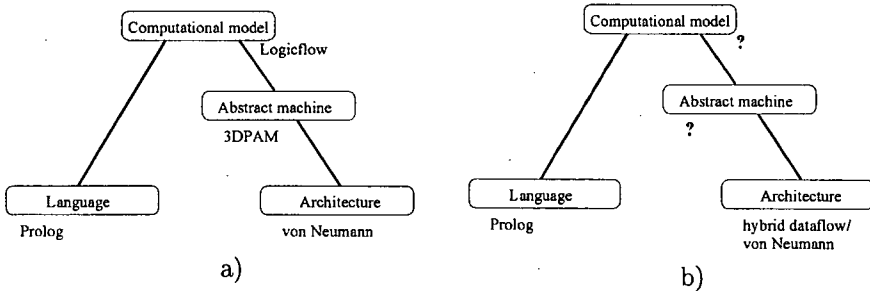 Computational model
Logicflow
Abstract machine
3DPAM
Language
Architecture
Prolog
von Neumann
a)
Computational model
?
Abstract machine
?
Language
Architecture
Prolog
hybrid dataflow/
von Neumann
b)